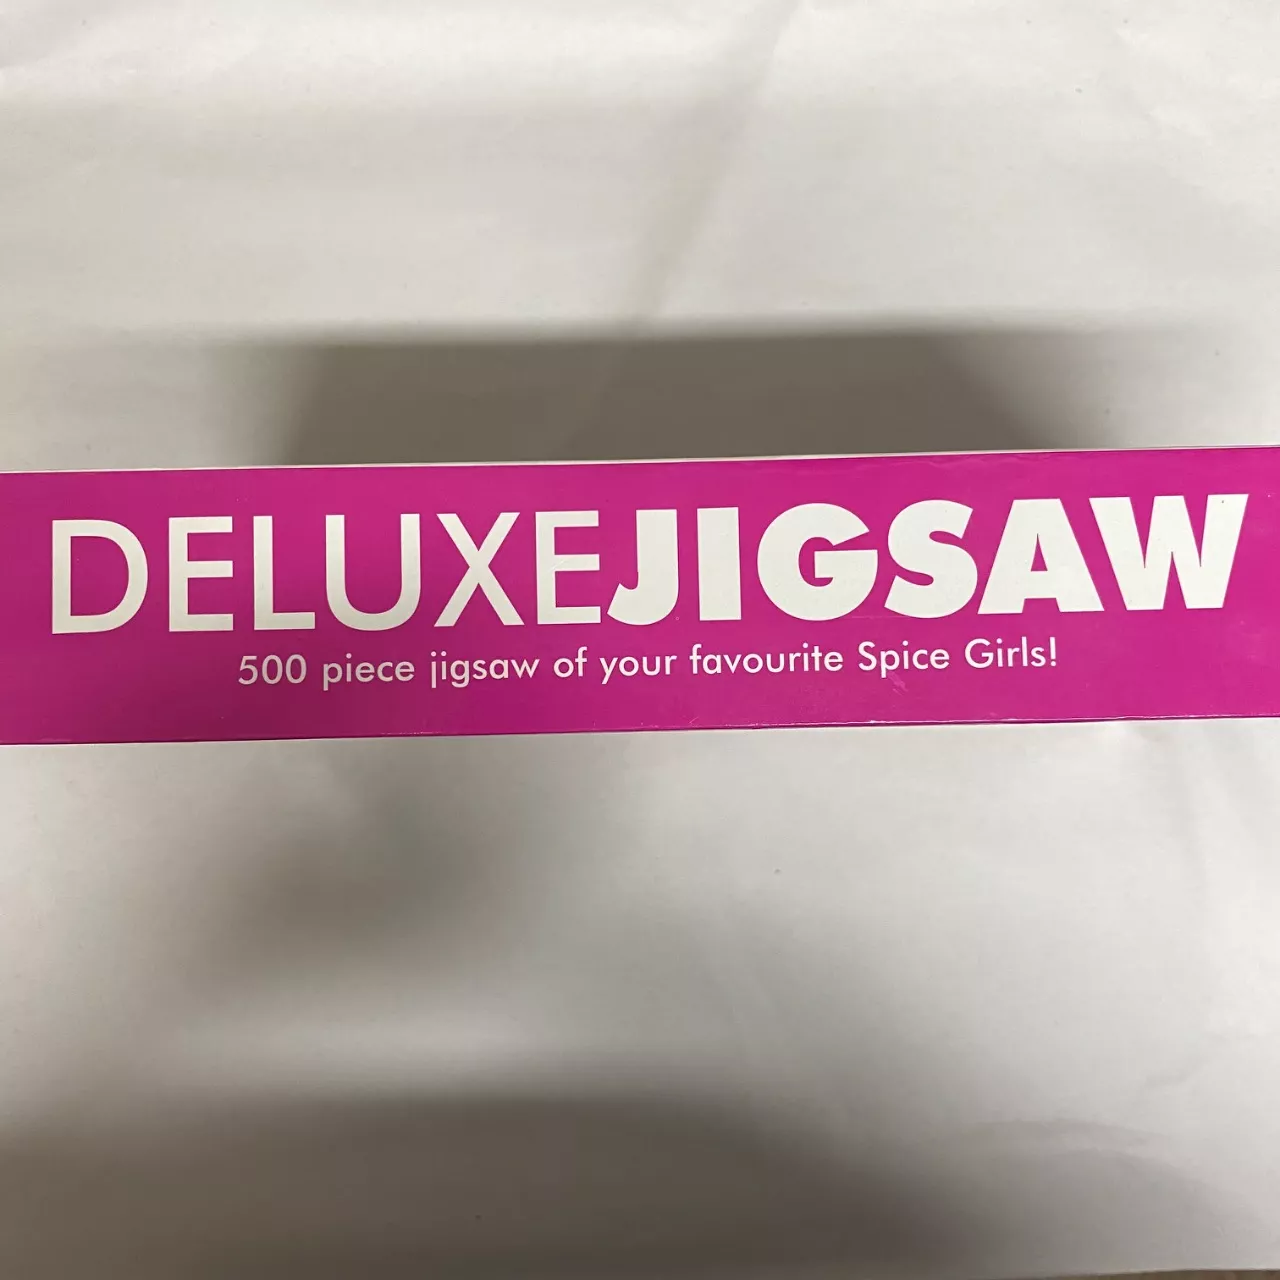 DELUXEJIGSAW
500 piece jigsaw of your favourite Spice Girls!